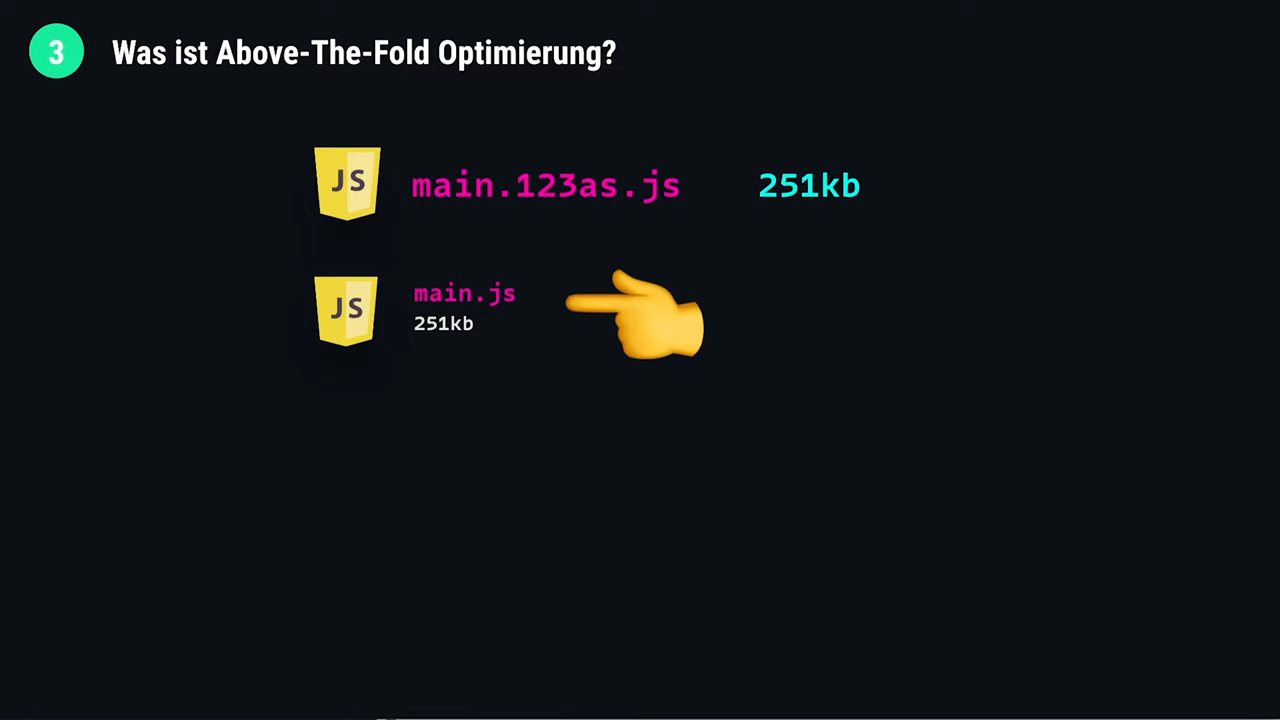 3 Was ist Above-The-Fold Optimierung?
JS main.123as.js 251kb
JS main.js
251kb